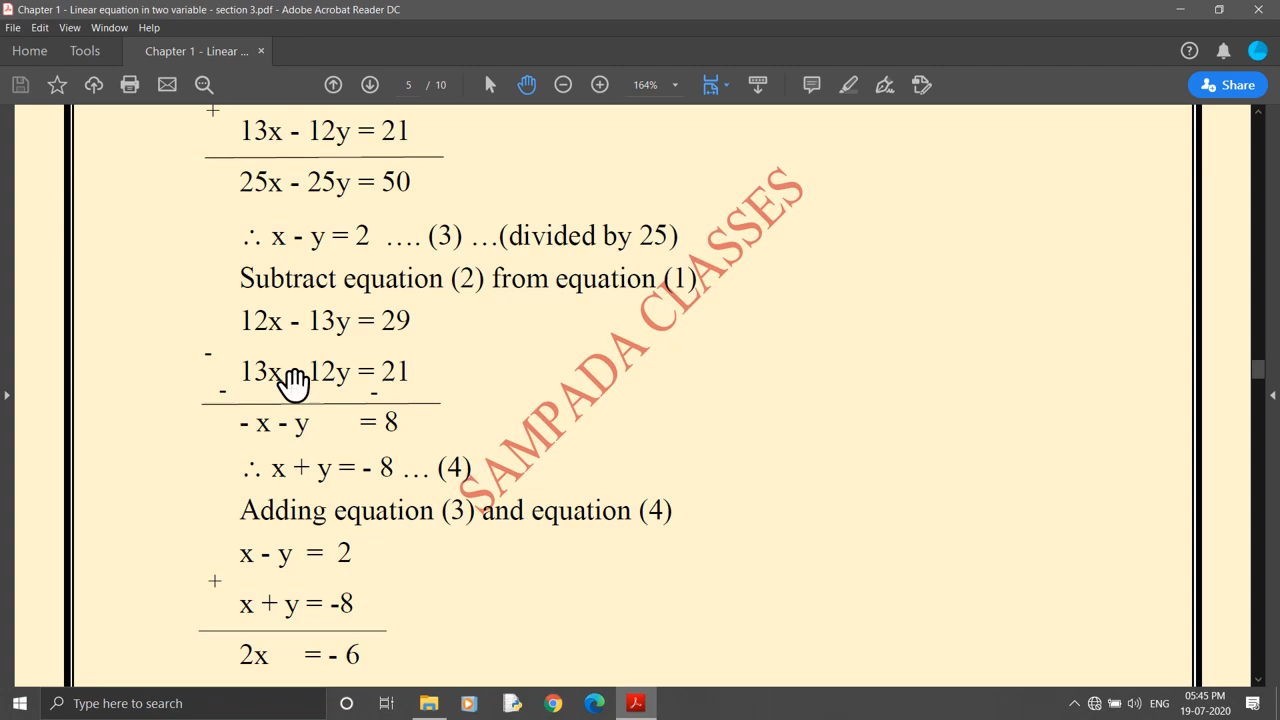 Chapter 1 - Linear equation in two variable - section 3.pdf - Adobe Acrobat Reader DC
File Edit View Window Help
Home Tools Chapter 1 - Linear ... ×
5 / 10 164% Share
+
13x - 12y = 21
25x - 25y = 50
∴ x - y = 2 …. (3) …(divided by 25)
Subtract equation (2) from equation (1)
12x - 13y = 29
-
13x 12y = 21
- -
- x - y = 8
∴ x + y = - 8 … (4)
Adding equation (3) and equation (4)
x - y = 2
+
x + y = -8
2x = - 6
SAMPADA CLASSES
Type here to search
ENG
05:45 PM
19-07-2020